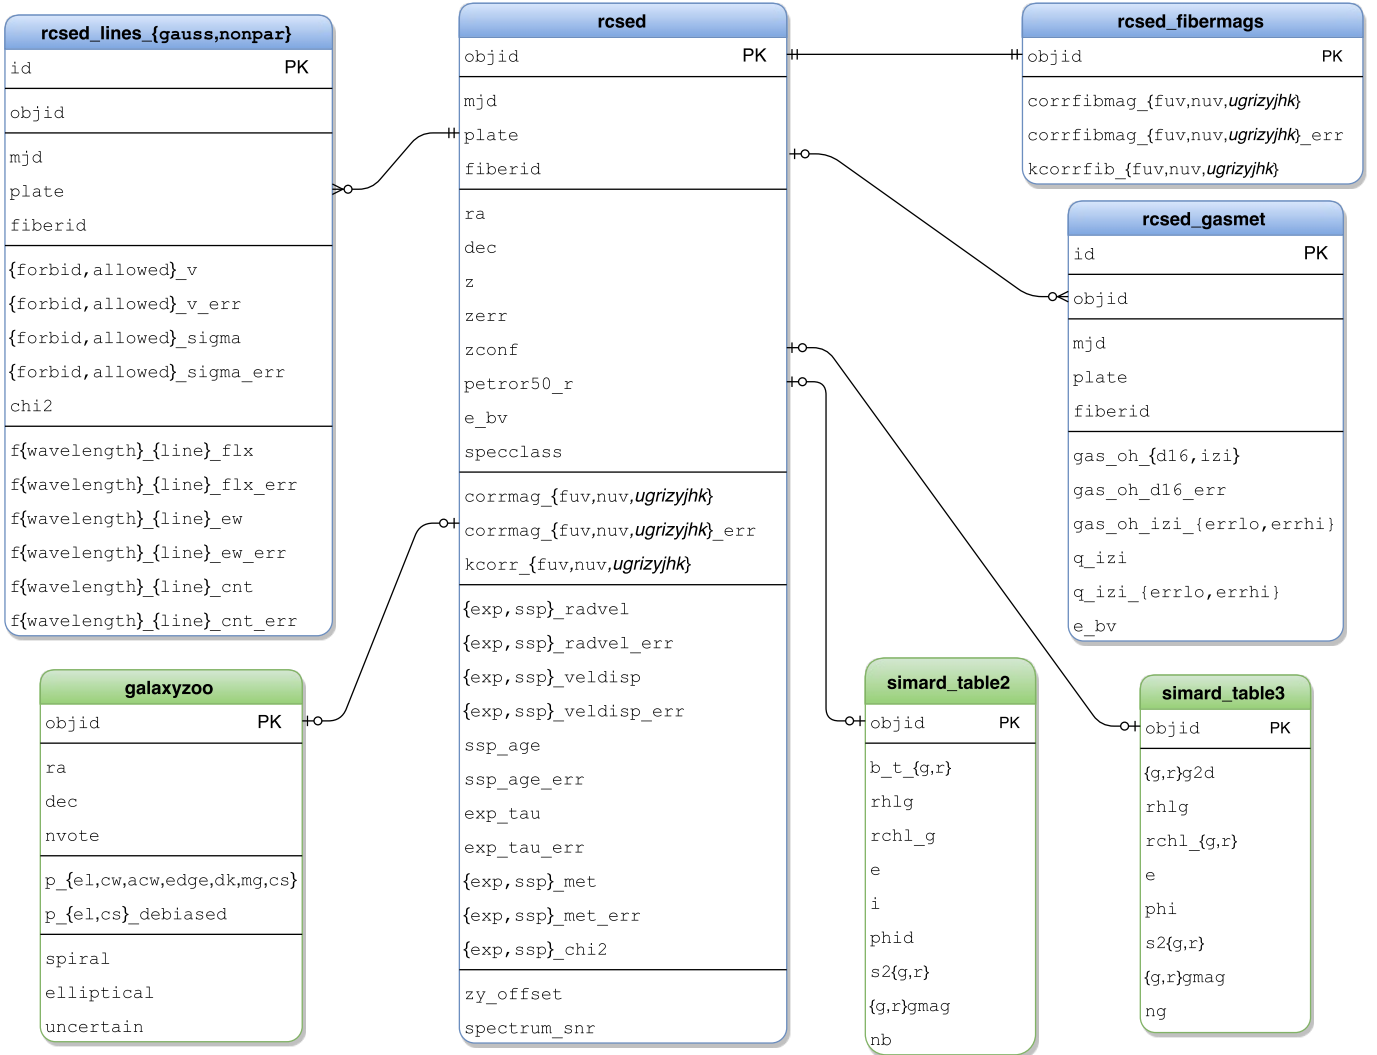 rcsed_lines_{gauss,nonpar}
id PK
objid
mjd
plate
fiberid
{forbid,allowed}_v
{forbid,allowed}_v_err
{forbid,allowed}_sigma
{forbid,allowed}_sigma_err
chi2
f{wavelength}_{line}_flx
f{wavelength}_{line}_flx_err
f{wavelength}_{line}_ew
f{wavelength}_{line}_ew_err
f{wavelength}_{line}_cnt
f{wavelength}_{line}_cnt_err
galaxyzoo
objid PK
ra
dec
nvote
p_{el,cw,acw,edge,dk,mg,cs}
p_{el,cs}_debiased
spiral
elliptical
uncertain
rcsed
objid PK
mjd
plate
fiberid
ra
dec
z
zerr
zconf
petror50_r
e_bv
specclass
corrmag_{fuv,nuv,ugrizyjhk}
corrmag_{fuv,nuv,ugrizyjhk}_err
kcorr_{fuv,nuv,ugrizyjhk}
{exp,ssp}_radvel
{exp,ssp}_radvel_err
{exp,ssp}_veldisp
{exp,ssp}_veldisp_err
ssp_age
ssp_age_err
exp_tau
exp_tau_err
{exp,ssp}_met
{exp,ssp}_met_err
{exp,ssp}_chi2
zy_offset
spectrum_snr
rcsed_fibermags
objid PK
corrfibmag_{fuv,nuv,ugrizyjhk}
corrfibmag_{fuv,nuv,ugrizyjhk}_err
kcorrfib_{fuv,nuv,ugrizyjhk}
rcsed_gasmet
id PK
objid
mjd
plate
fiberid
gas_oh_{d16,izi}
gas_oh_d16_err
gas_oh_izi_{errlo,errhi}
q_izi
q_izi_{errlo,errhi}
e_bv
simard_table2
objid PK
b_t_{g,r}
rhlg
rchl_g
e
i
phid
s2{g,r}
{g,r}gmag
nb
simard_table3
objid PK
{g,r}g2d
rhlg
rchl_{g,r}
e
phi
s2{g,r}
{g,r}gmag
ng